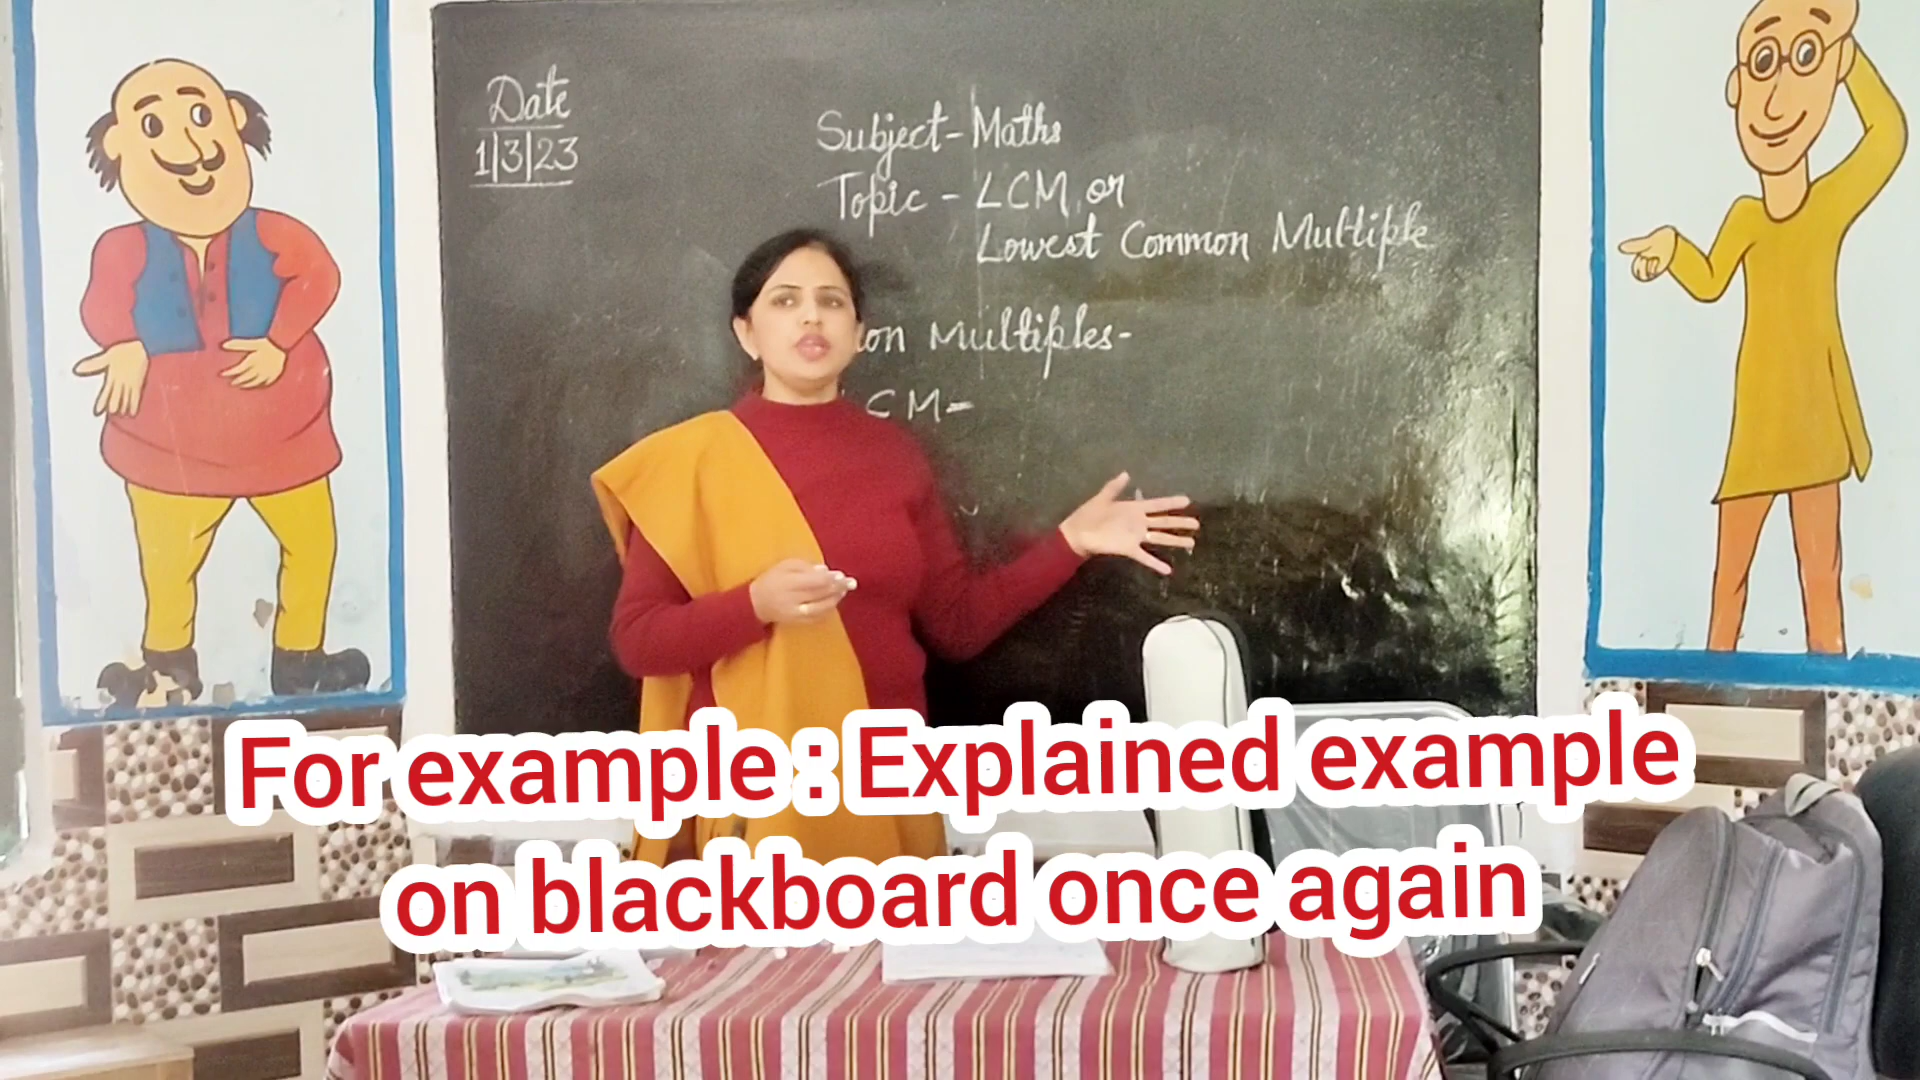 Date
1/3/23
Subject - Maths
Topic - LCM or
Lowest Common Multiple
Multiples-
CM=
For example : Explained example
on blackboard once again